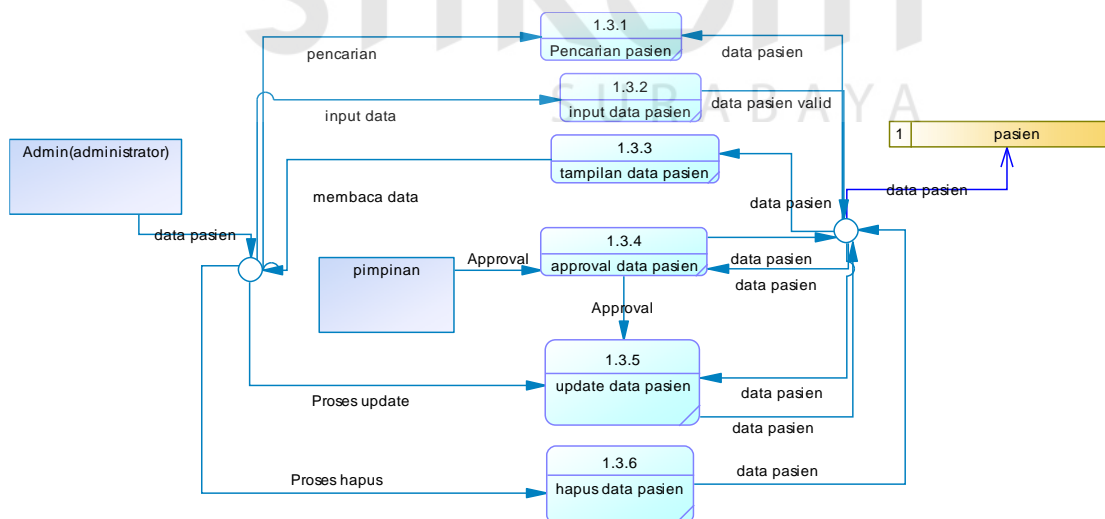 1.3.1
Pencarian pasien
pencarian
data pasien
1.3.2
input data pasien
input data
data pasien valid
SURABAYA
1 pasien
Admin(administrator)
1.3.3
tampilan data pasien
membaca data
data pasien
data pasien
data pasien
1.3.4
approval data pasien
pimpinan
Approval
data pasien
data pasien
Approval
1.3.5
update data pasien
Proses update
data pasien
data pasien
1.3.6
hapus data pasien
Proses hapus
data pasien